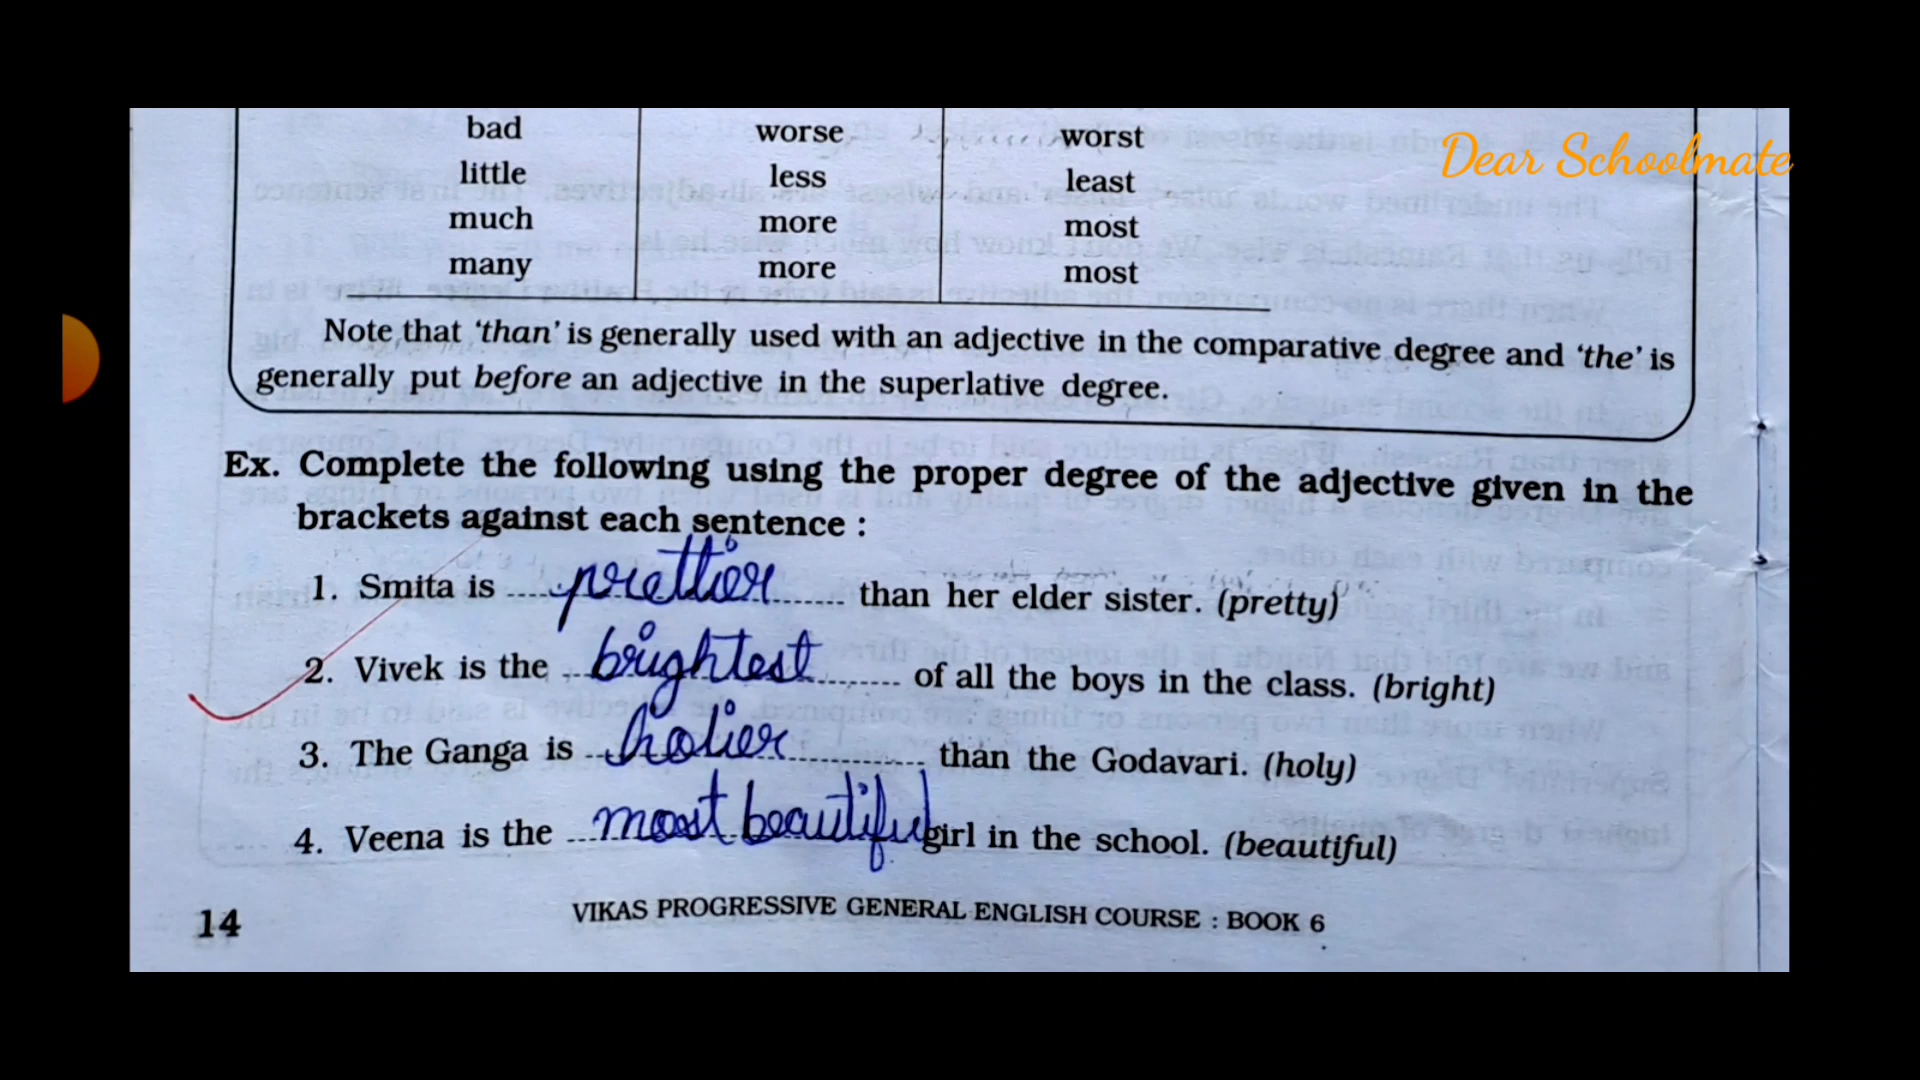 Dear Schoolmate
bad worse worst
little less least
much more most
many more most
Note that ‘than’ is generally used with an adjective in the comparative degree and ‘the’ is
generally put before an adjective in the superlative degree.
Ex. Complete the following using the proper degree of the adjective given in the
brackets against each sentence :
1. Smita is ....prettier........ than her elder sister. (pretty)
2. Vivek is the ...brightest......... of all the boys in the class. (bright)
3. The Ganga is ...holier............... than the Godavari. (holy)
4. Veena is the ...most beautiful girl in the school. (beautiful)
14 VIKAS PROGRESSIVE GENERAL ENGLISH COURSE : BOOK 6